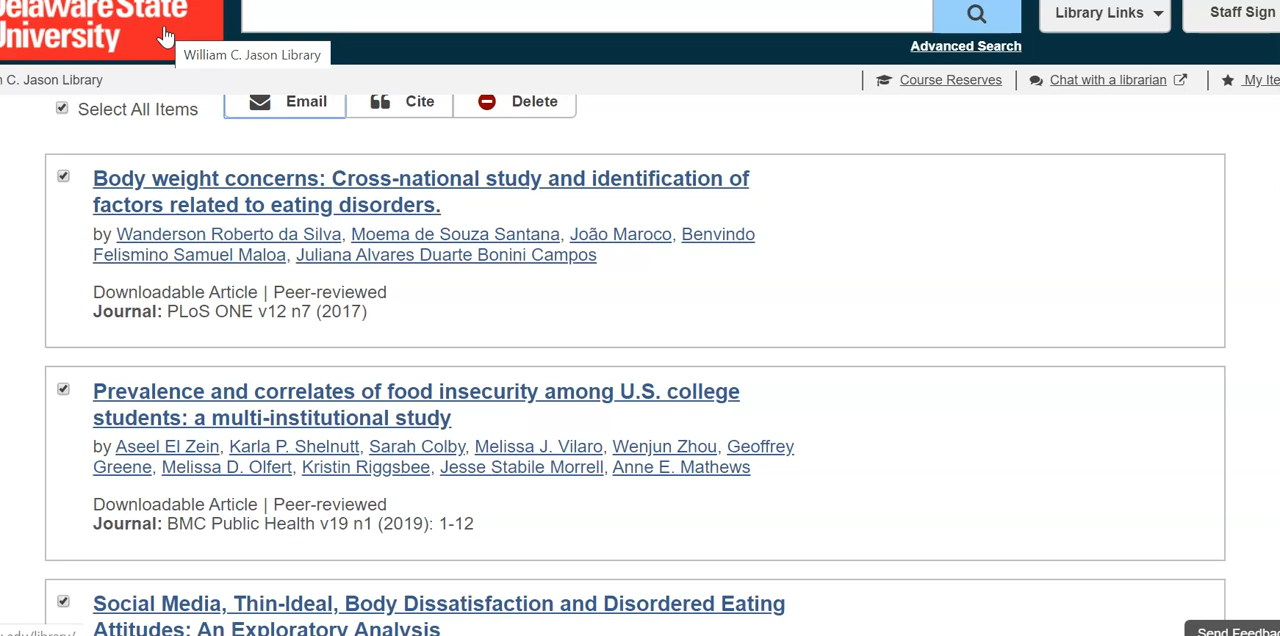 Delaware State
University
Library Links
Staff Sign
William C. Jason Library
Advanced Search
n C. Jason Library
Course Reserves
Chat with a librarian
My Ite
Select All Items
Email
Cite
Delete
Body weight concerns: Cross-national study and identification of
factors related to eating disorders.
by Wanderson Roberto da Silva, Moema de Souza Santana, João Maroco, Benvindo
Felismino Samuel Maloa, Juliana Alvares Duarte Bonini Campos
Downloadable Article | Peer-reviewed
Journal: PLoS ONE v12 n7 (2017)
Prevalence and correlates of food insecurity among U.S. college
students: a multi-institutional study
by Aseel El Zein, Karla P. Shelnutt, Sarah Colby, Melissa J. Vilaro, Wenjun Zhou, Geoffrey
Greene, Melissa D. Olfert, Kristin Riggsbee, Jesse Stabile Morrell, Anne E. Mathews
Downloadable Article | Peer-reviewed
Journal: BMC Public Health v19 n1 (2019): 1-12
Social Media, Thin-Ideal, Body Dissatisfaction and Disordered Eating
Attitudes: An Exploratory Analysis
Send Feedba